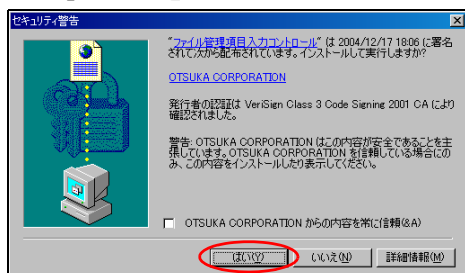 セキュリティ警告
"ファイル管理項目入力コントロール" は 2004/12/17 18:06 に署名
されて次から配布されています。インストールして実行しますか?
OTSUKA CORPORATION
発行者の認証は VeriSign Class 3 Code Signing 2001 CA により
確認されました。
警告: OTSUKA CORPORATION はこの内容が安全であることを主
張しています。OTSUKA CORPORATION を信頼している場合にの
み、この内容をインストールしたり表示してください。
OTSUKA CORPORATION からの内容を常に信頼(&A)
はい(Y) いいえ(N) 詳細情報(M)